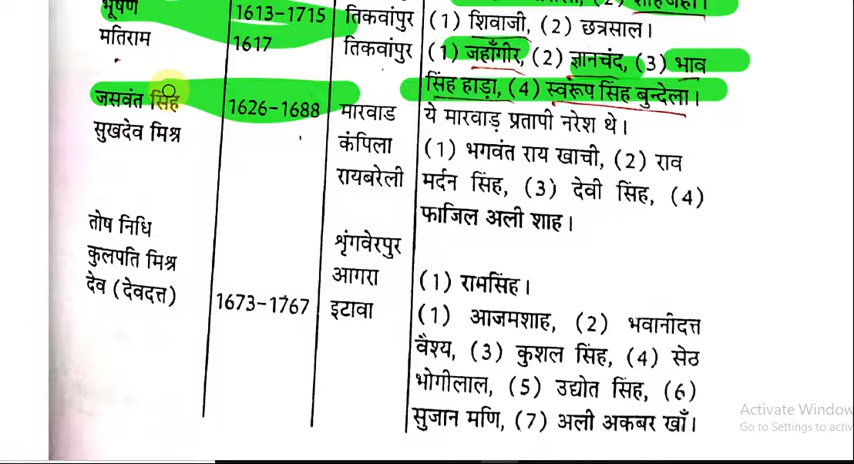 भूषण 1613-1715 तिकवांपुर (1) शिवाजी, (2) छत्रसाल।
मतिराम 1617 तिकवांपुर (1) जहाँगीर, (2) ज्ञानचंद, (3) भाव
सिंह हाडा, (4) स्वरूप सिंह बुन्देला।
जसवंत सिंह 1626-1688 मारवाड ये मारवाड़ प्रतापी नरेश थे।
सुखदेव मिश्र कंपिला (1) भगवंत राय खाची, (2) राव
रायबरेली मर्दन सिंह, (3) देवी सिंह, (4)
फाजिल अली शाह।
तोष निधि शृंगवेरपुर
कुलपति मिश्र आगरा (1) रामसिंह।
देव (देवदत्त) 1673-1767 इटावा (1) आजमशाह, (2) भवानीदत्त
वैश्य, (3) कुशल सिंह, (4) सेठ
भोगीलाल, (5) उद्योत सिंह, (6)
सुजान मणि, (7) अली अकबर खाँ।
Activate Window
Go to Settings to activ